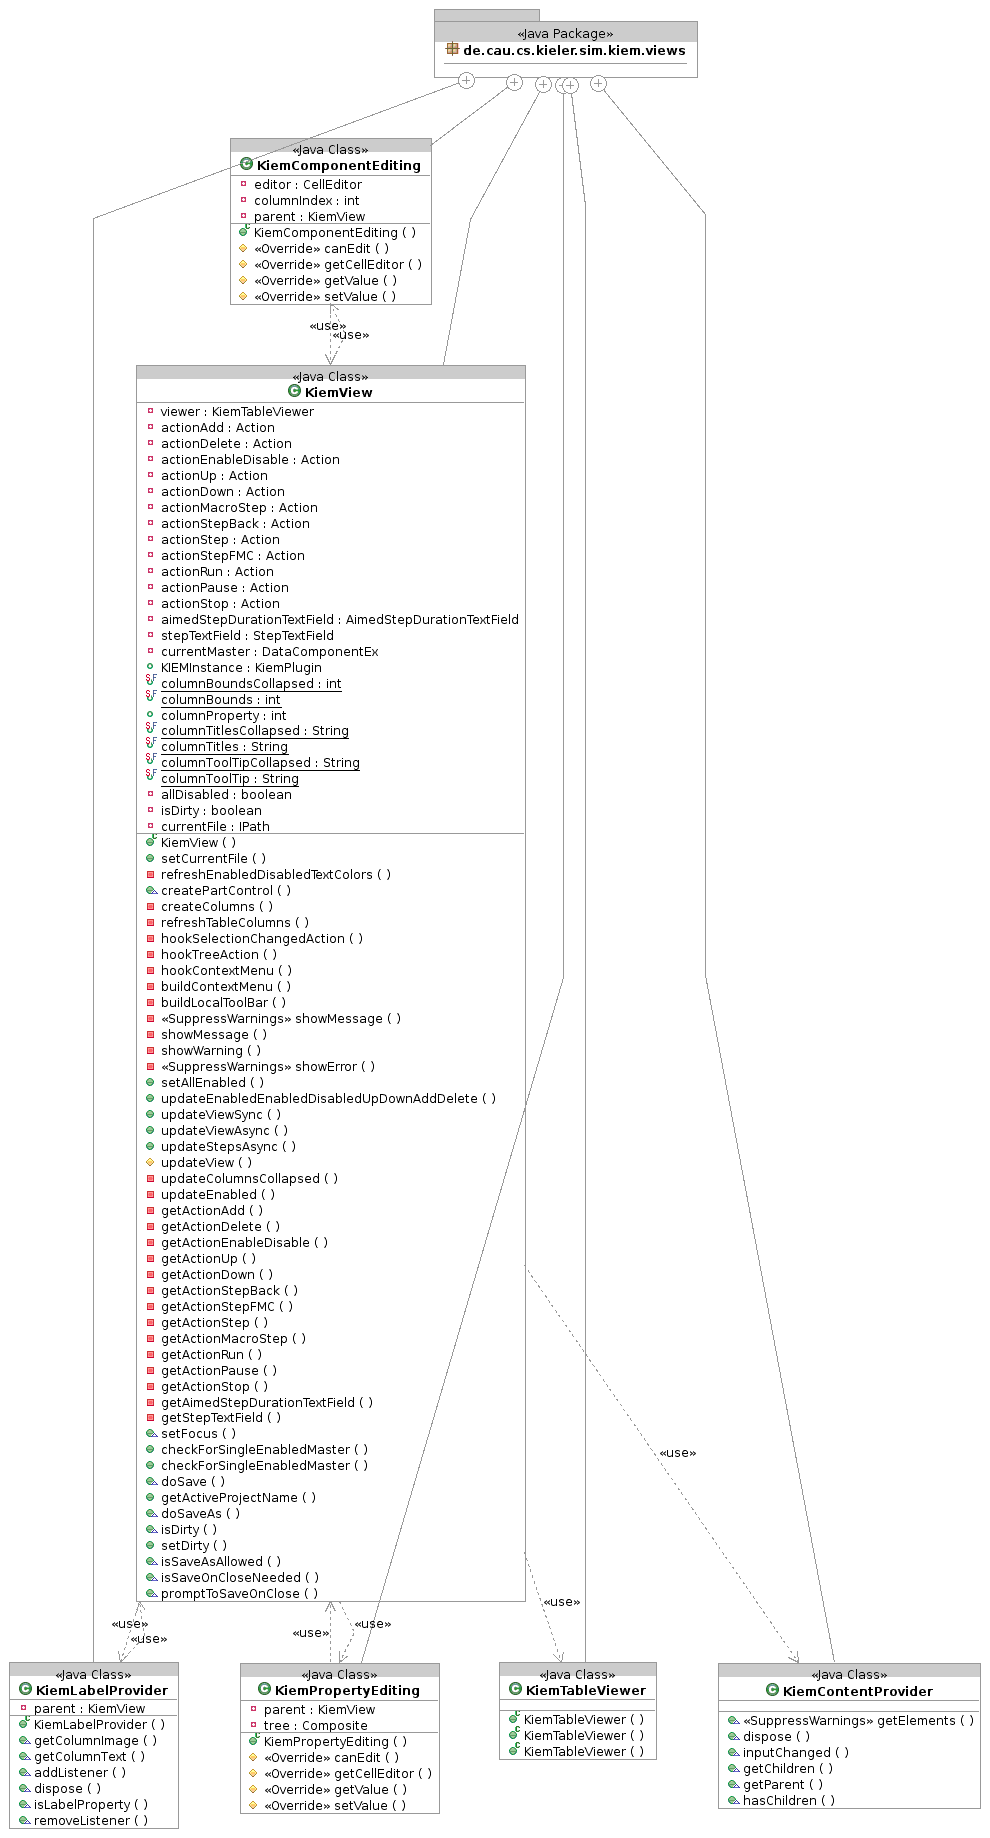 «Java Package»
de.cau.cs.kieler.sim.kiem.views
«Java Class»
KiemComponentEditing
editor : CellEditor
columnIndex : int
parent : KiemView
KiemComponentEditing ( )
«Override» canEdit ( )
«Override» getCellEditor ( )
«Override» getValue ( )
«Override» setValue ( )
«use»
«use»
«Java Class»
KiemView
viewer : KiemTableViewer
actionAdd : Action
actionDelete : Action
actionEnableDisable : Action
actionUp : Action
actionDown : Action
actionMacroStep : Action
actionStepBack : Action
actionStep : Action
actionStepFMC : Action
actionRun : Action
actionPause : Action
actionStop : Action
aimedStepDurationTextField : AimedStepDurationTextField
stepTextField : StepTextField
currentMaster : DataComponentEx
KIEMInstance : KiemPlugin
columnBoundsCollapsed : int
columnBounds : int
columnProperty : int
columnTitlesCollapsed : String
columnTitles : String
columnToolTipCollapsed : String
columnToolTip : String
allDisabled : boolean
isDirty : boolean
currentFile : IPath
KiemView ( )
setCurrentFile ( )
refreshEnabledDisabledTextColors ( )
createPartControl ( )
createColumns ( )
refreshTableColumns ( )
hookSelectionChangedAction ( )
hookTreeAction ( )
hookContextMenu ( )
buildContextMenu ( )
buildLocalToolBar ( )
«SuppressWarnings» showMessage ( )
showMessage ( )
showWarning ( )
«SuppressWarnings» showError ( )
setAllEnabled ( )
updateEnabledEnabledDisabledUpDownAddDelete ( )
updateViewSync ( )
updateViewAsync ( )
updateStepsAsync ( )
updateView ( )
updateColumnsCollapsed ( )
updateEnabled ( )
getActionAdd ( )
getActionDelete ( )
getActionEnableDisable ( )
getActionUp ( )
getActionDown ( )
getActionStepBack ( )
getActionStepFMC ( )
getActionStep ( )
getActionMacroStep ( )
getActionRun ( )
getActionPause ( )
getActionStop ( )
getAimedStepDurationTextField ( )
getStepTextField ( )
setFocus ( )
checkForSingleEnabledMaster ( )
checkForSingleEnabledMaster ( )
doSave ( )
getActiveProjectName ( )
doSaveAs ( )
isDirty ( )
setDirty ( )
isSaveAsAllowed ( )
isSaveOnCloseNeeded ( )
promptToSaveOnClose ( )
«use»
«use»
«use»
«use»
«use»
«use»
«Java Class»
KiemLabelProvider
parent : KiemView
KiemLabelProvider ( )
getColumnImage ( )
getColumnText ( )
addListener ( )
dispose ( )
isLabelProperty ( )
removeListener ( )
«Java Class»
KiemPropertyEditing
parent : KiemView
tree : Composite
KiemPropertyEditing ( )
«Override» canEdit ( )
«Override» getCellEditor ( )
«Override» getValue ( )
«Override» setValue ( )
«Java Class»
KiemTableViewer
KiemTableViewer ( )
KiemTableViewer ( )
KiemTableViewer ( )
«Java Class»
KiemContentProvider
«SuppressWarnings» getElements ( )
dispose ( )
inputChanged ( )
getChildren ( )
getParent ( )
hasChildren ( )